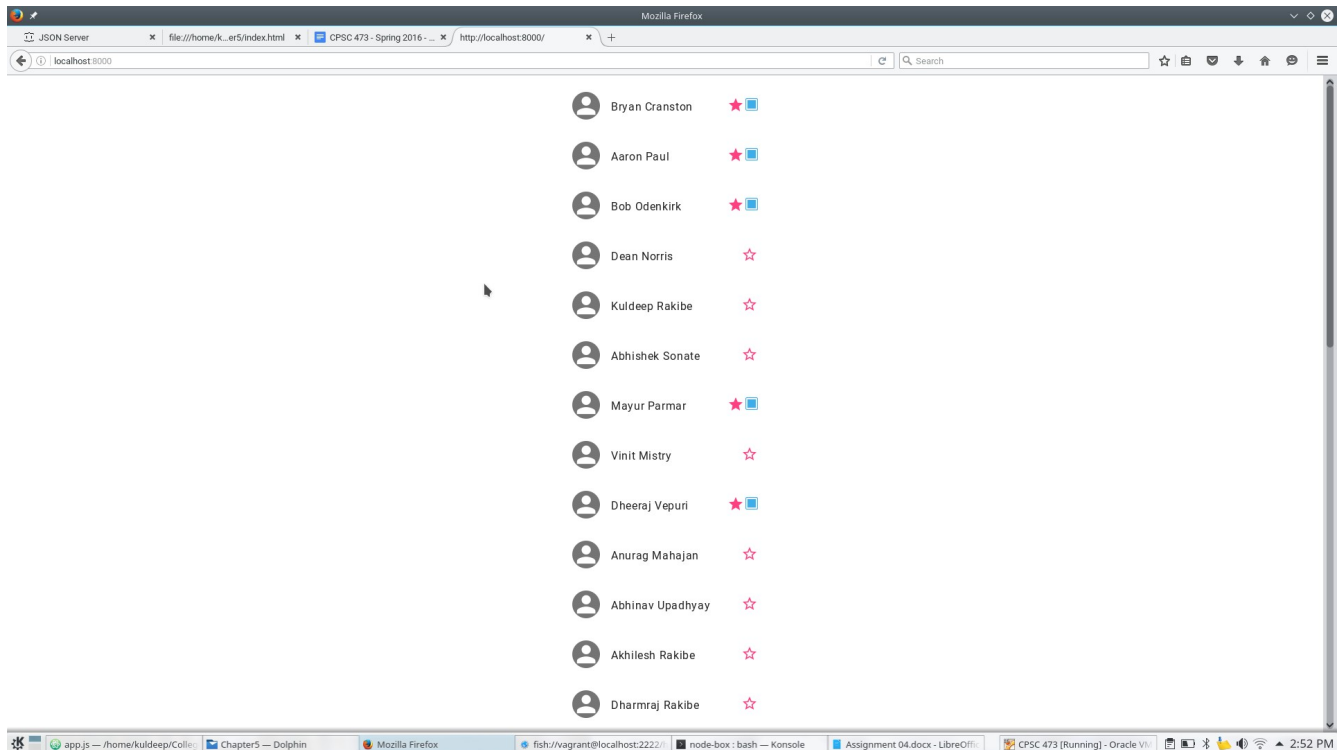 Mozilla Firefox
JSON Server
file:///home/k...er5/index.html
CPSC 473 - Spring 2016 - ...
http://localhost:8000/
localhost:8000
Search
Bryan Cranston
Aaron Paul
Bob Odenkirk
Dean Norris
Kuldeep Rakibe
Abhishek Sonate
Mayur Parmar
Vinit Mistry
Dheeraj Vepuri
Anurag Mahajan
Abhinav Upadhyay
Akhilesh Rakibe
Dharmraj Rakibe
app.js — /home/kuldeep/Colleg
Chapter5 — Dolphin
Mozilla Firefox
fish://vagrant@localhost:2222/
node-box : bash — Konsole
Assignment 04.docx - LibreOffic
CPSC 473 [Running] - Oracle VM
2:52 PM